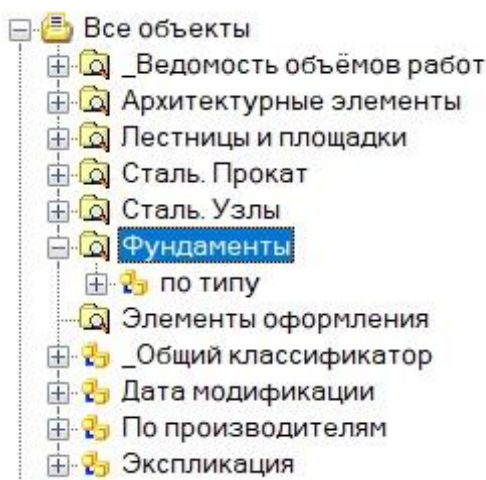 Все объекты
_Ведомость объёмов работ
Архитектурные элементы
Лестницы и площадки
Сталь. Прокат
Сталь. Узлы
Фундаменты
по типу
Элементы оформления
_Общий классификатор
Дата модификации
По производителям
Экспликация